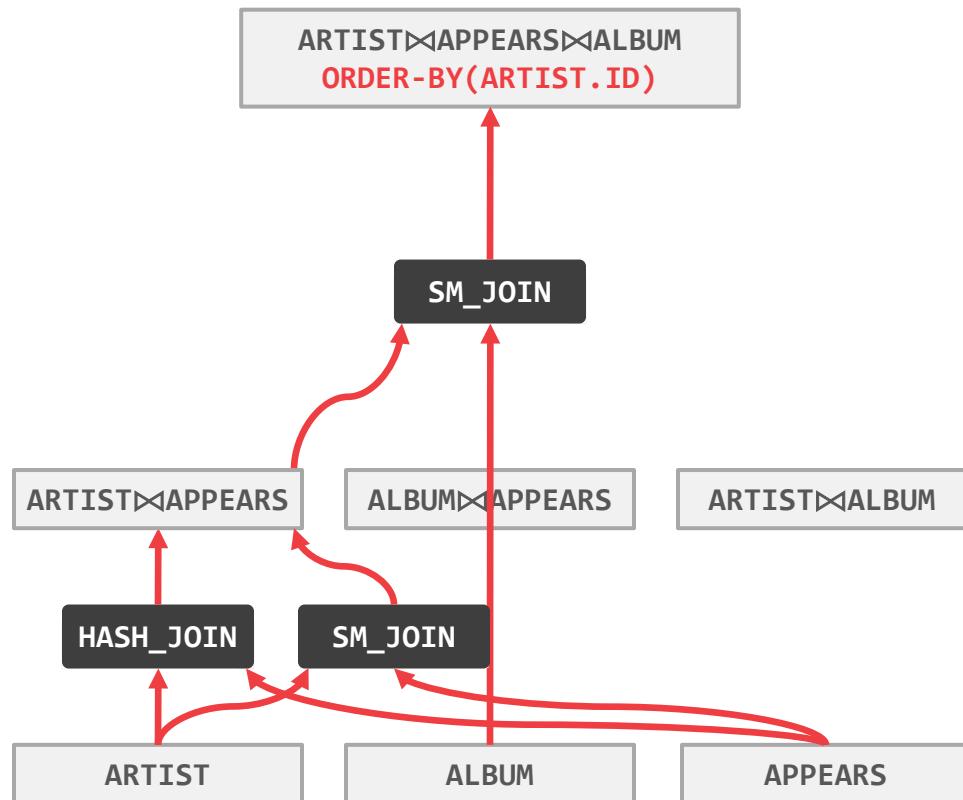 ARTIST⋈APPEARS⋈ALBUM
ORDER-BY(ARTIST.ID)
SM_JOIN
ARTIST⋈APPEARS
ALBUM⋈APPEARS
ARTIST⋈ALBUM
HASH_JOIN
SM_JOIN
ARTIST
ALBUM
APPEARS